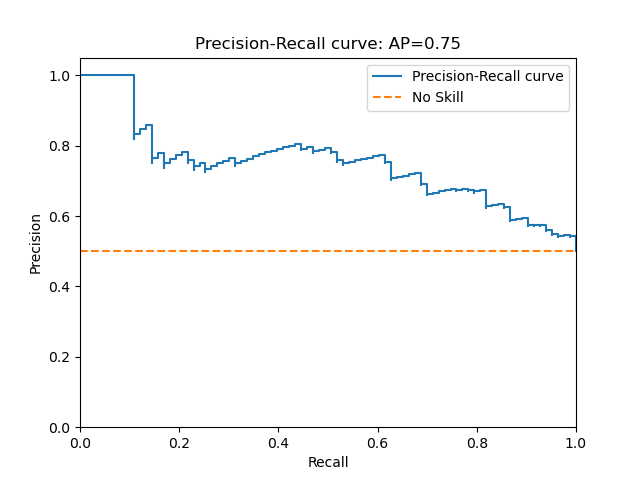 Precision-Recall curve: AP=0.75
1.0
0.8
0.6
0.4
0.2
0.0
Precision
Precision-Recall curve
No Skill
0.0 0.2 0.4 0.6 0.8 1.0
Recall